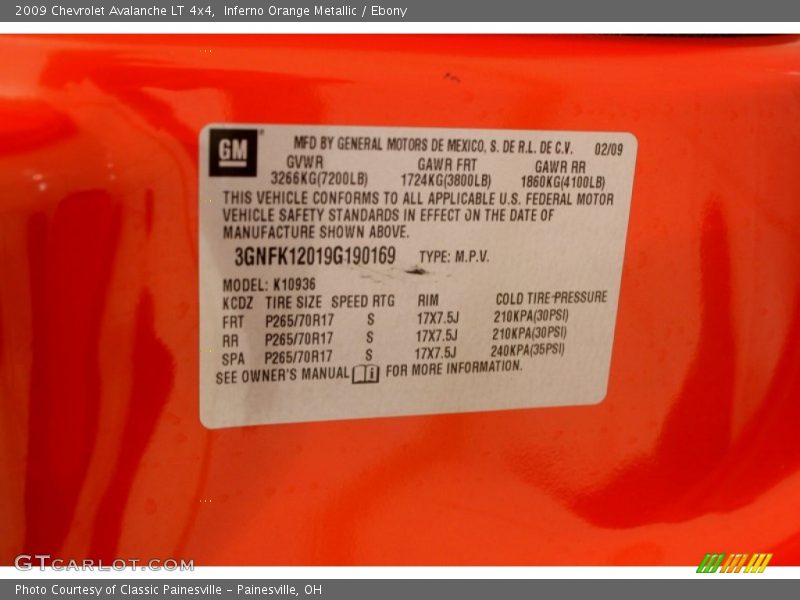 2009 Chevrolet Avalanche LT 4x4, Inferno Orange Metallic / Ebony
GM
MFD BY GENERAL MOTORS DE MEXICO, S. DE R.L. DE C.V. 02/09
GVWR GAWR FRT GAWR RR
3266KG(7200LB) 1724KG(3800LB) 1860KG(4100LB)
THIS VEHICLE CONFORMS TO ALL APPLICABLE U.S. FEDERAL MOTOR
VEHICLE SAFETY STANDARDS IN EFFECT ON THE DATE OF
MANUFACTURE SHOWN ABOVE.
3GNFK12019G190169 TYPE: M.P.V.
MODEL: K10936
KCDZ TIRE SIZE SPEED RTG RIM COLD TIRE PRESSURE
FRT P265/70R17 S 17X7.5J 210KPA(30PSI)
RR P265/70R17 S 17X7.5J 210KPA(30PSI)
SPA P265/70R17 S 17X7.5J 240KPA(35PSI)
SEE OWNER'S MANUAL i FOR MORE INFORMATION.
GTCarLot.com
Photo Courtesy of Classic Painesville - Painesville, OH